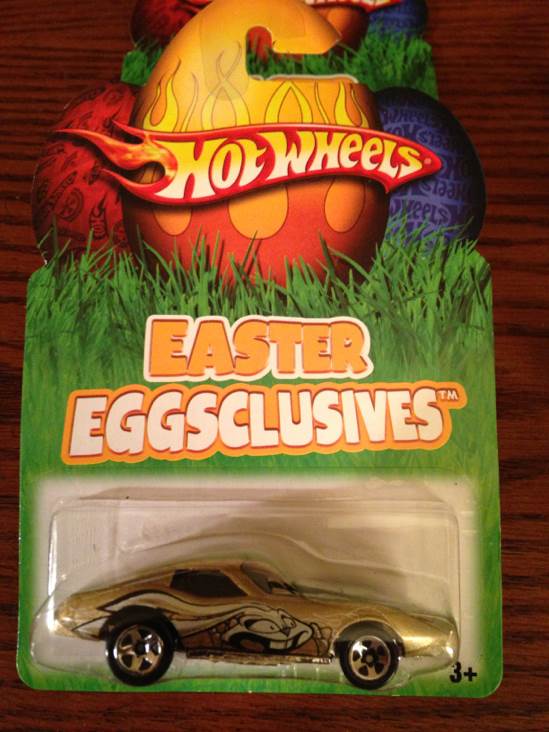 HOT WHEELS
EASTER
EGGSCLUSIVES™
3+